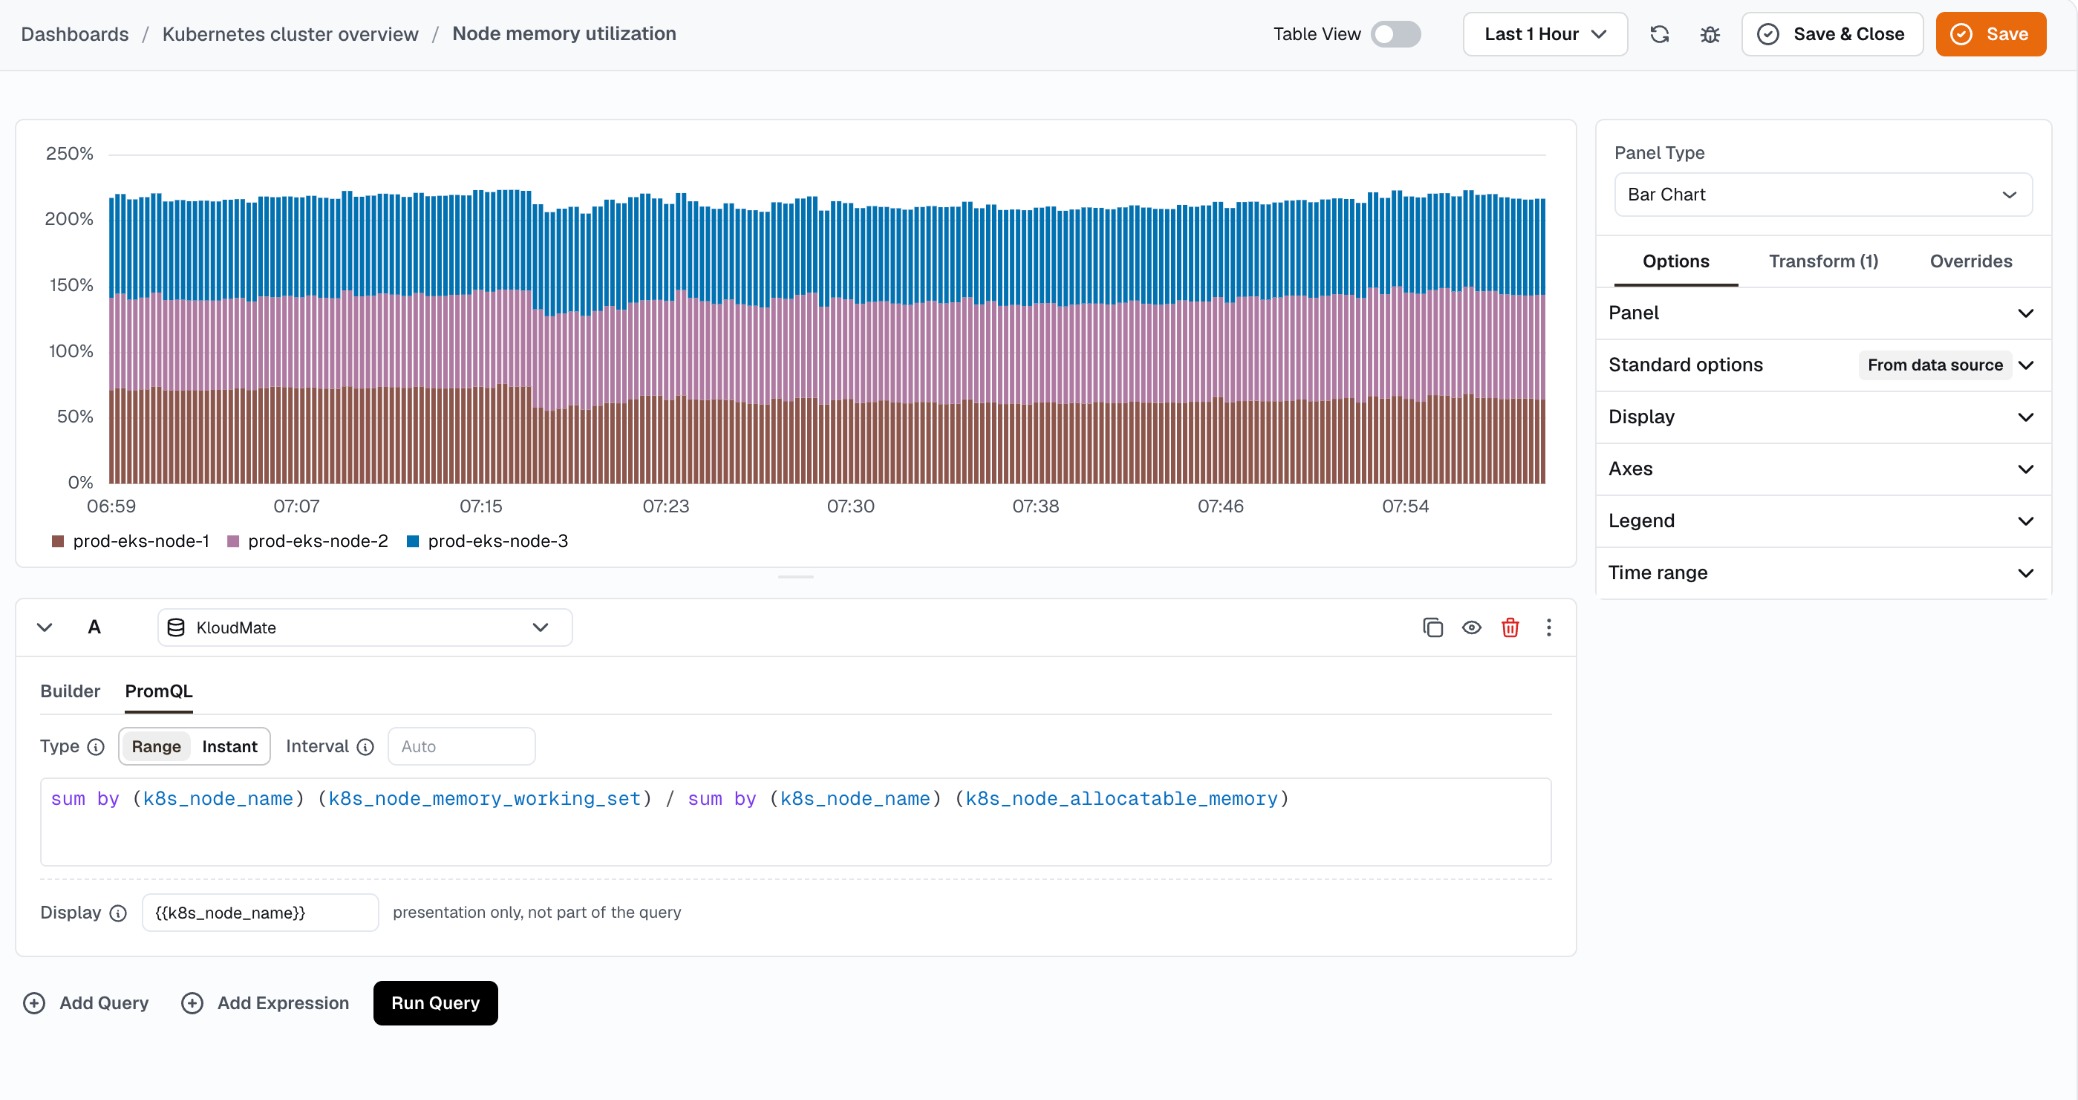 Dashboards / Kubernetes cluster overview / Node memory utilization
Table View
Last 1 Hour
Save & Close
Save
250%
200%
150%
100%
50%
0%
06:59 07:07 07:15 07:23 07:30 07:38 07:46 07:54
prod-eks-node-1 prod-eks-node-2 prod-eks-node-3
Panel Type
Bar Chart
Options Transform (1) Overrides
Panel
Standard options From data source
Display
Axes
Legend
Time range
A KloudMate
Builder PromQL
Type Range Instant Interval Auto
sum by (k8s_node_name) (k8s_node_memory_working_set) / sum by (k8s_node_name) (k8s_node_allocatable_memory)
Display {{k8s_node_name}} presentation only, not part of the query
Add Query Add Expression Run Query